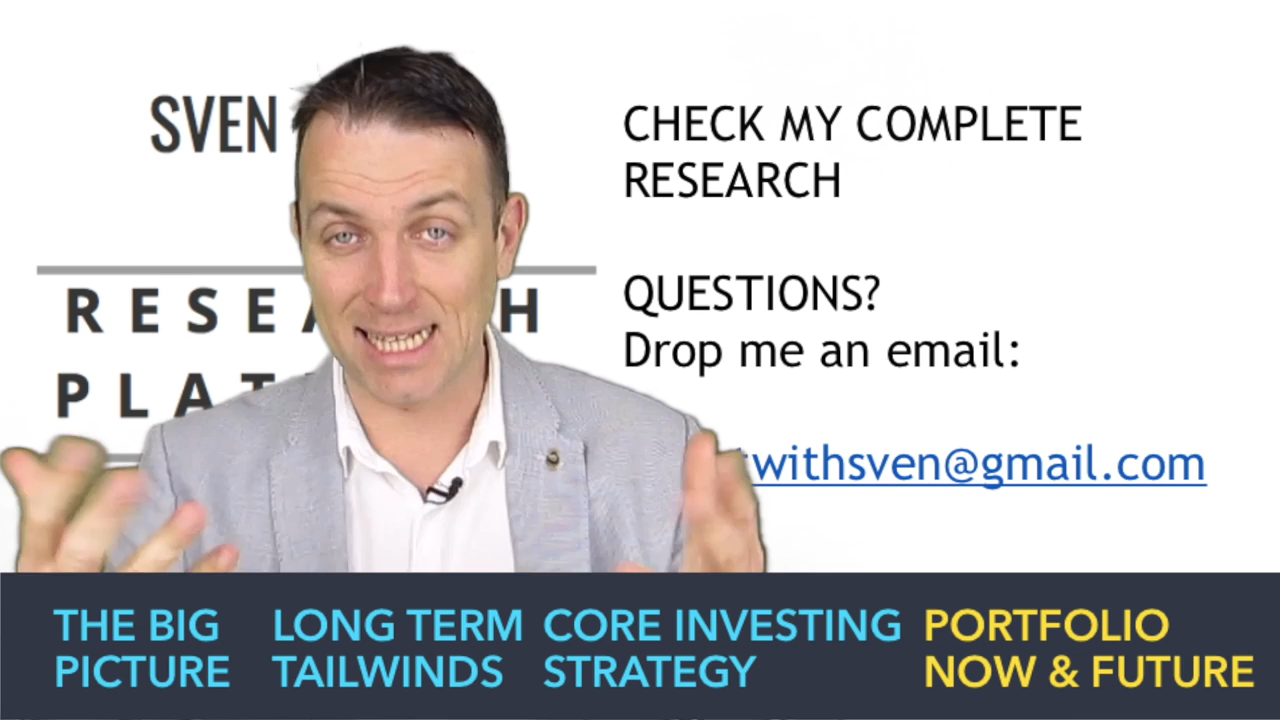 SVEN
CHECK MY COMPLETE
RESEARCH
QUESTIONS?
Drop me an email:
withsven@gmail.com
THE BIG
PICTURE
LONG TERM
TAILWINDS
CORE INVESTING
STRATEGY
PORTFOLIO
NOW & FUTURE